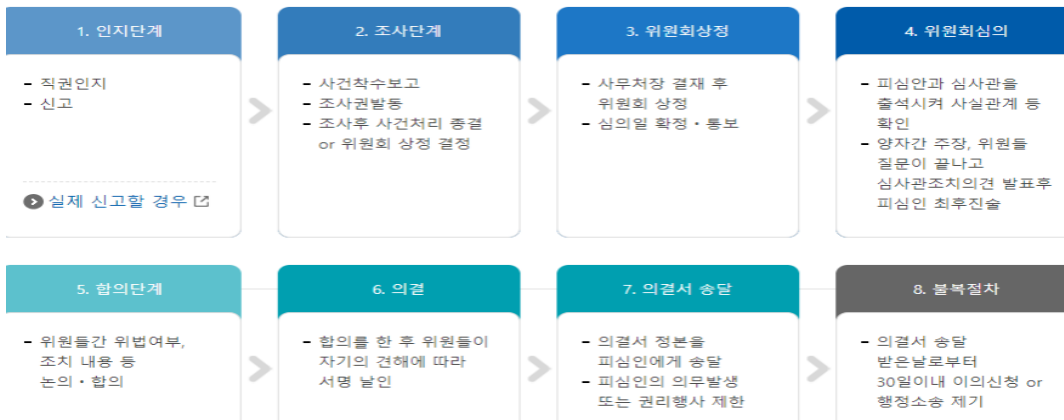 1. 인지단계
- 직권인지
- 신고
실제 신고할 경우
2. 조사단계
- 사건착수보고
- 조사권발동
- 조사후 사건처리 종결
or 위원회 상정 결정
3. 위원회상정
- 사무처장 결재 후
위원회 상정
- 심의일 확정・통보
4. 위원회심의
- 피심안과 심사관을
출석시켜 사실관계 등
확인
- 양자간 주장, 위원들
질문이 끝나고
심사관조치의견 발표후
피심인 최후진술
5. 합의단계
- 위원들간 위법여부,
조치 내용 등
논의・합의
6. 의결
- 합의를 한 후 위원들이
자기의 견해에 따라
서명 날인
7. 의결서 송달
- 의결서 정본을
피심인에게 송달
- 피심인의 의무발생
또는 권리행사 제한
8. 불복절차
- 의결서 송달
받은날로부터
30일이내 이의신청 or
행정소송 제기